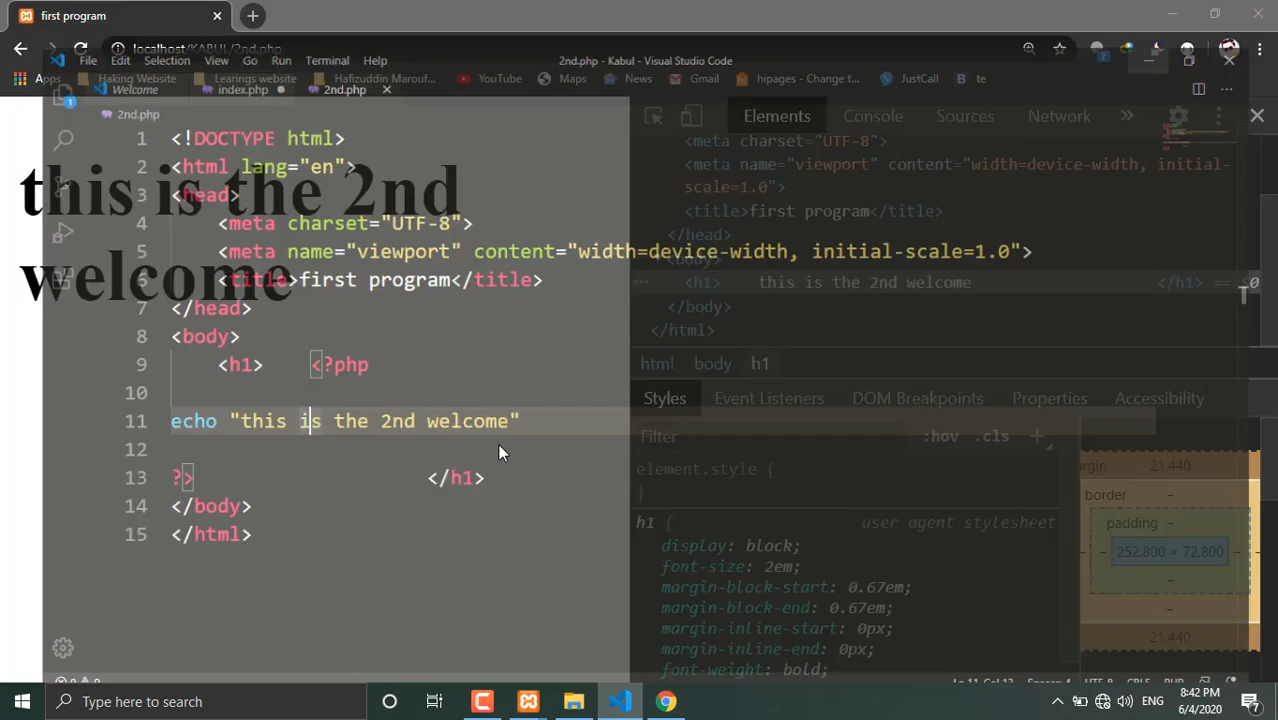 first program
localhost/KABUL/2nd.php
File Edit Selection View Go Run Terminal Help
2nd.php - Kabul - Visual Studio Code
Apps Haking Website Learings website Hafizuddin Marouf... YouTube Maps News Gmail hipages - Change t... JustCall te
Welcome index.php 2nd.php
2nd.php
1 <!DOCTYPE html>
2 <html lang="en">
3 <head>
4 <meta charset="UTF-8">
5 <meta name="viewport" content="width=device-width, initial-scale=1.0">
6 <title>first program</title>
7 </head>
8 <body>
9 <h1> <?php
10
11 echo "this is the 2nd welcome"
12
13 ?> </h1>
14 </body>
15 </html>
this is the 2nd
welcome
Elements Console Sources Network
<meta charset="UTF-8">
<meta name="viewport" content="width=device-width, initial-
scale=1.0">
<title>first program</title>
</head>
<body>
<h1> this is the 2nd welcome </h1> ==
</body>
</html>
html body h1
Styles Event Listeners DOM Breakpoints Properties Accessibility
Filter :hov .cls +
element.style {
}
h1 { user agent stylesheet
display: block;
font-size: 2em;
margin-block-start: 0.67em;
margin-block-end: 0.67em;
margin-inline-start: 0px;
margin-inline-end: 0px;
font-weight: bold;
21.440
border –
padding –
252.800 × 72.800
21.440
Type here to search
ENG
8:42 PM
6/4/2020